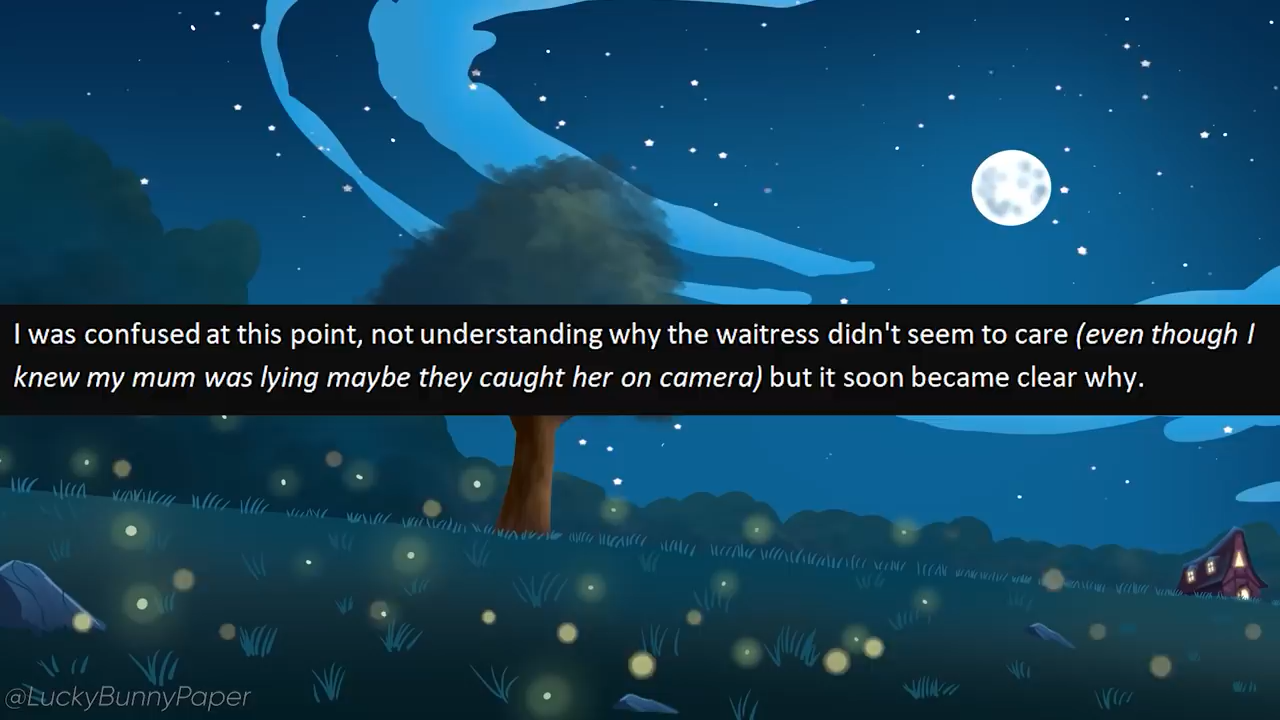 I was confused at this point, not understanding why the waitress didn't seem to care (even though I
knew my mum was lying maybe they caught her on camera) but it soon became clear why.
@LuckyBunnyPaper